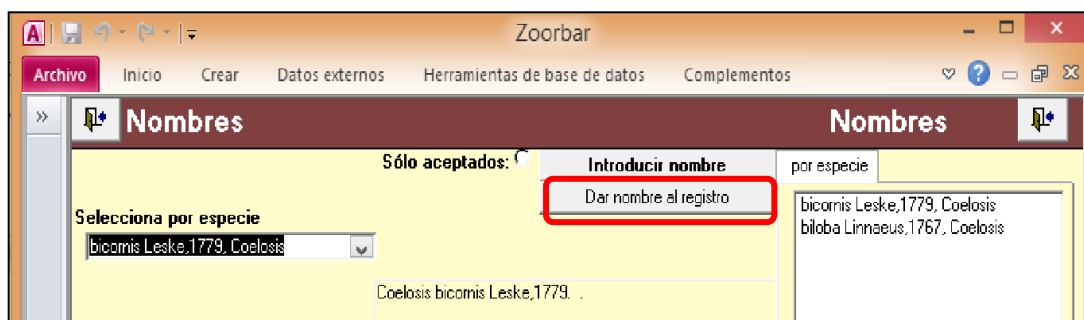 Zoorbar
Archivo Inicio Crear Datos externos Herramientas de base de datos Complementos
Nombres Nombres
Sólo aceptados: Introducir nombre por especie
Dar nombre al registro
Selecciona por especie
bicornis Leske,1779, Coelosis
bicornis Leske,1779, Coelosis
biloba Linnaeus,1767, Coelosis
Coelosis bicornis Leske,1779. .